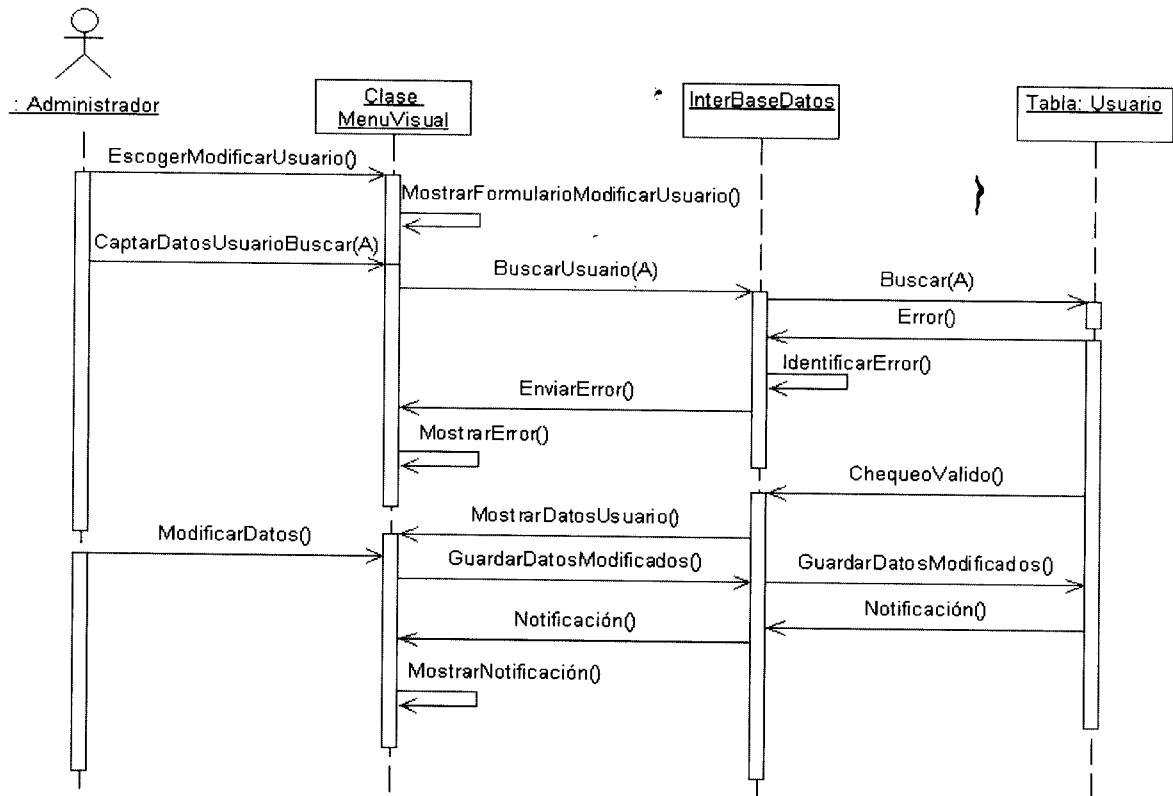 : Administrador
Clase
MenuVisual
InterBaseDatos
Tabla: Usuario
EscogerModificarUsuario()
MostrarFormularioModificarUsuario()
CaptarDatosUsuarioBuscar(A)
BuscarUsuario(A)
Buscar(A)
Error()
IdentificarError()
EnviarError()
MostrarError()
ChequeoValido()
MostrarDatosUsuario()
ModificarDatos()
GuardarDatosModificados()
GuardarDatosModificados()
Notificación()
Notificación()
MostrarNotificación()